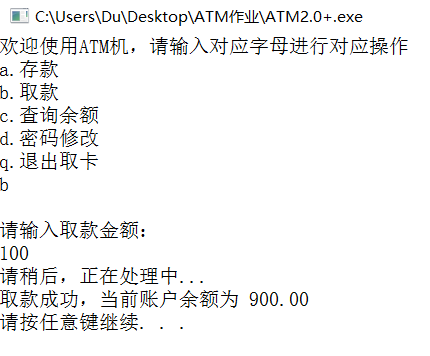 C:\Users\Du\Desktop\ATM作业\ATM2.0+.exe
欢迎使用ATM机，请输入对应字母进行对应操作
a.存款
b.取款
c.查询余额
d.密码修改
q.退出取卡
b
请输入取款金额：
100
请稍后，正在处理中...
取款成功，当前账户余额为 900.00
请按任意键继续. . .